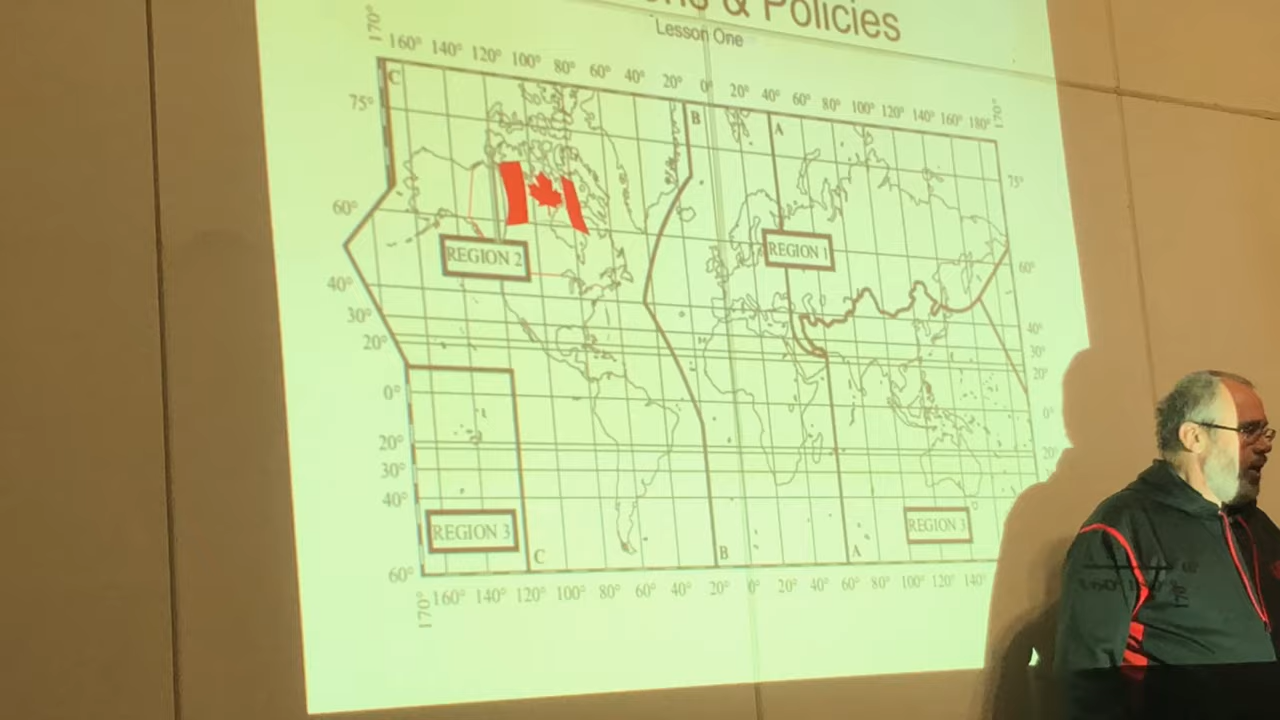 & Policies
Lesson One
170° 160° 140° 120° 100° 80° 60° 40° 20° 0° 20° 40° 60° 80° 100° 120° 140° 160° 180° 170°
C B A
75° 75°
60° 60°
REGION 2 REGION 1
40° 40°
30° 30°
20° 20°
0° 0°
20° 20°
30°
40°
REGION 3 REGION 3
C B A
60°
170° 160° 140° 120° 100° 80° 60° 40° 20° 0° 20° 40° 60° 80° 100° 120° 140°